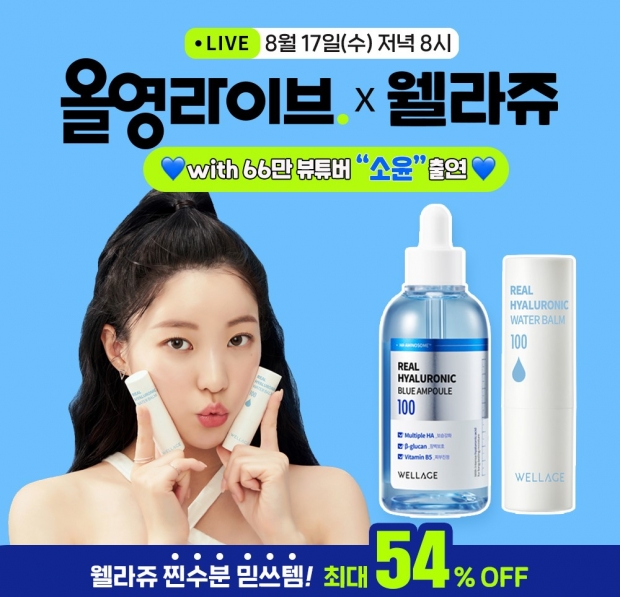 • LIVE 8월 17일(수) 저녁 8시
올영라이브. x 웰라쥬
💙with 66만 뷰튜버 “소윤”출연💙
REAL
HYALURONIC
BLUE AMPOULE
100
Multiple HA
β-glucan
Vitamin B5
WELLAGE
REAL
HYALURONIC
WATER BALM
100
WELLAGE
웰라쥬 찐수분 믿쓰템! 최대 54% OFF